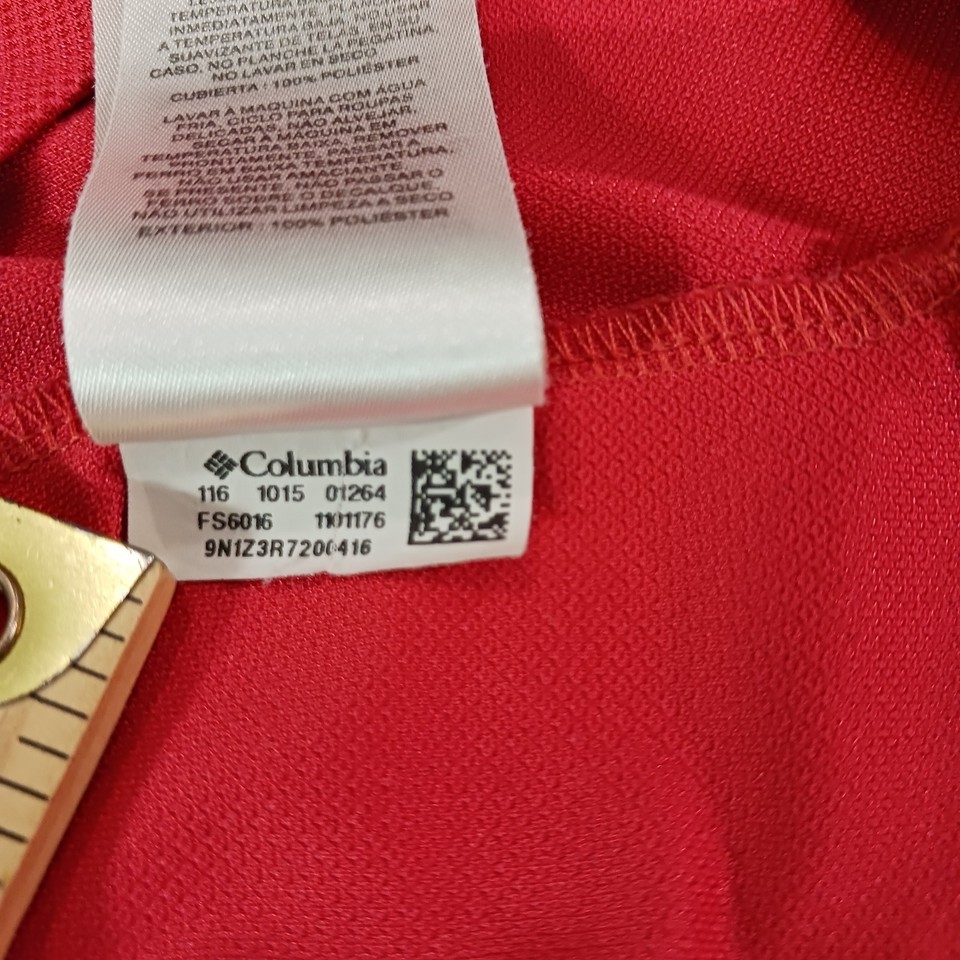 TEMPERATURA
INMEDIATAMENTE
A TEMPERATURA BAJA. NO USAR
SUAVIZANTE DE TELAS. EN SU
CASO, NO PLANCHE LA PEGATINA.
NO LAVAR EN SECO
CUBIERTA : 100% POLIÉSTER
LAVAR À MAQUINA COM ÁGUA
FRIA, CICLO PARA ROUPAS
DELICADAS. NÃO ALVEJAR.
SECAR À MÁQUINA EM
TEMPERATURA BAIXA. REMOVER
PRONTAMENTE. PASSAR A
FERRO EM BAIXA TEMPERATURA.
NÃO USAR AMACIANTE.
SE PRESENTE, NÃO PASSAR O
FERRO SOBRE O DECALQUE.
NÃO UTILIZAR LIMPEZA A SECO
EXTERIOR : 100% POLIÉSTER
Columbia
116 1015 01264
FS6016 1101176
9N1Z3R7200416